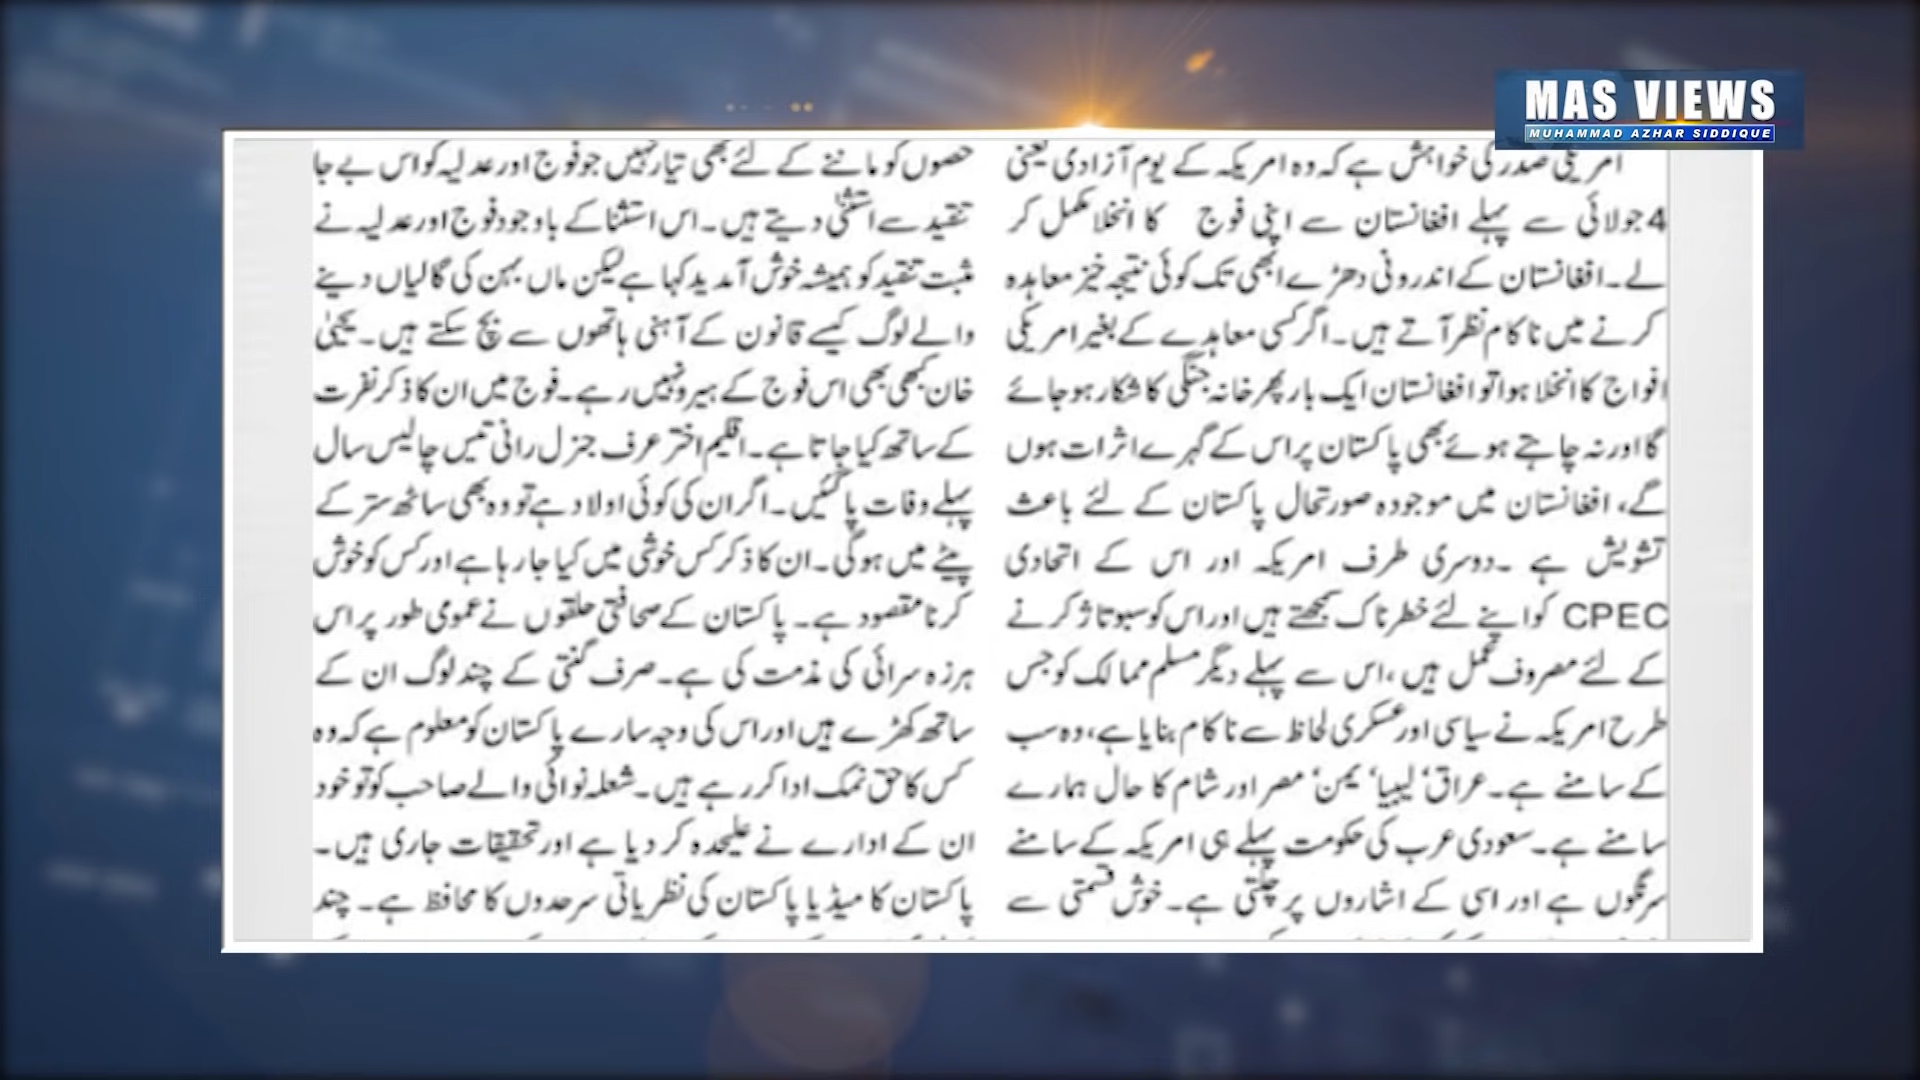 MAS VIEWS
MUHAMMAD AZHAR SIDDIQUE
امریکی صدر کی خواہش ہے کہ وہ امریکہ کے یوم آزادی یعنی
4 جولائی سے پہلے افغانستان سے اپنی فوج کا انخلا مکمل کر
لے۔ افغانستان کے اندرونی دھڑے ابھی تک کوئی نتیجہ خیز معاہدہ
کرنے میں ناکام نظر آتے ہیں۔ اگر کسی معاہدے کے بغیر امریکی
افواج کا انخلا ہوا تو افغانستان ایک بار پھر خانہ جنگی کا شکار ہو جائے
گا اور نہ چاہتے ہوئے بھی پاکستان پر اس کے گہرے اثرات ہوں
گے، افغانستان میں موجودہ صورتحال پاکستان کے لئے باعث
تشویش ہے ۔ دوسری طرف امریکہ اور اس کے اتحادی
CPEC کو اپنے لئے خطرناک سمجھتے ہیں اور اس کو سبوتاژ کرنے
کے لئے مصروف عمل ہیں ، اس سے پہلے دیگر مسلم ممالک کو جس
طرح امریکہ نے سیاسی اور عسکری لحاظ سے ناکام بنایا ہے، وہ سب
کے سامنے ہے۔ عراق‘ لیبیا‘ یمن‘ مصر اور شام کا حال ہمارے
سامنے ہے۔ سعودی عرب کی حکومت پہلے ہی امریکہ کے سامنے
سرنگوں ہے اور اسی کے اشاروں پر چلتی ہے۔ خوش قسمتی سے
حصوں کو ماننے کے لئے بھی تیار نہیں جو فوج اور عدلیہ کو اس بے جا
تنقید سے استثنیٰ دیتے ہیں۔ اس استثنا کے باوجود فوج اور عدلیہ نے
مثبت تنقید کو ہمیشہ خوش آمدید کہا ہے لیکن ماں بہن کی گالیاں دینے
والے لوگ کیسے قانون کے آہنی ہاتھوں سے بچ سکتے ہیں۔ یحییٰ
خان کبھی بھی اس فوج کے ہیرو نہیں رہے۔ فوج میں ان کا ذکر نفرت
کے ساتھ کیا جاتا ہے۔ اقلیم اختر عرف جنرل رانی تیس چالیس سال
پہلے وفات پا گئیں۔ اگر ان کی کوئی اولاد ہے تو وہ بھی ساٹھ ستر کے
پیٹے میں ہو گی۔ ان کا ذکر کس خوشی میں کیا جا رہا ہے اور کس کو خوش
کرنا مقصود ہے۔ پاکستان کے صحافتی حلقوں نے عمومی طور پر اس
ہرزہ سرائی کی مذمت کی ہے۔ صرف گنتی کے چند لوگ ان کے
ساتھ کھڑے ہیں اور اس کی وجہ سارے پاکستان کو معلوم ہے کہ وہ
کس کا حق نمک ادا کر رہے ہیں۔ شعلہ نوائی والے صاحب کو تو خود
ان کے ادارے نے علیحدہ کر دیا ہے اور تحقیقات جاری ہیں۔
پاکستان کا میڈیا پاکستان کی نظریاتی سرحدوں کا محافظ ہے۔ چند